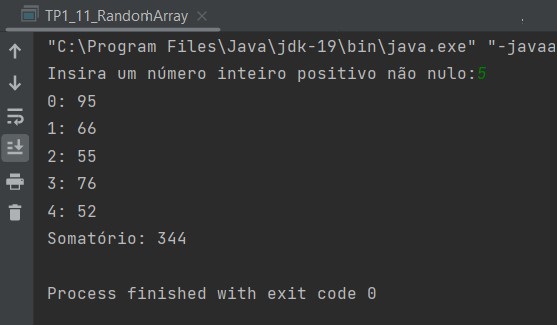 TP1_11_RandomArray
"C:\Program Files\Java\jdk-19\bin\java.exe" "-javaa
Insira um número inteiro positivo não nulo:5
0: 95
1: 66
2: 55
3: 76
4: 52
Somatório: 344
Process finished with exit code 0